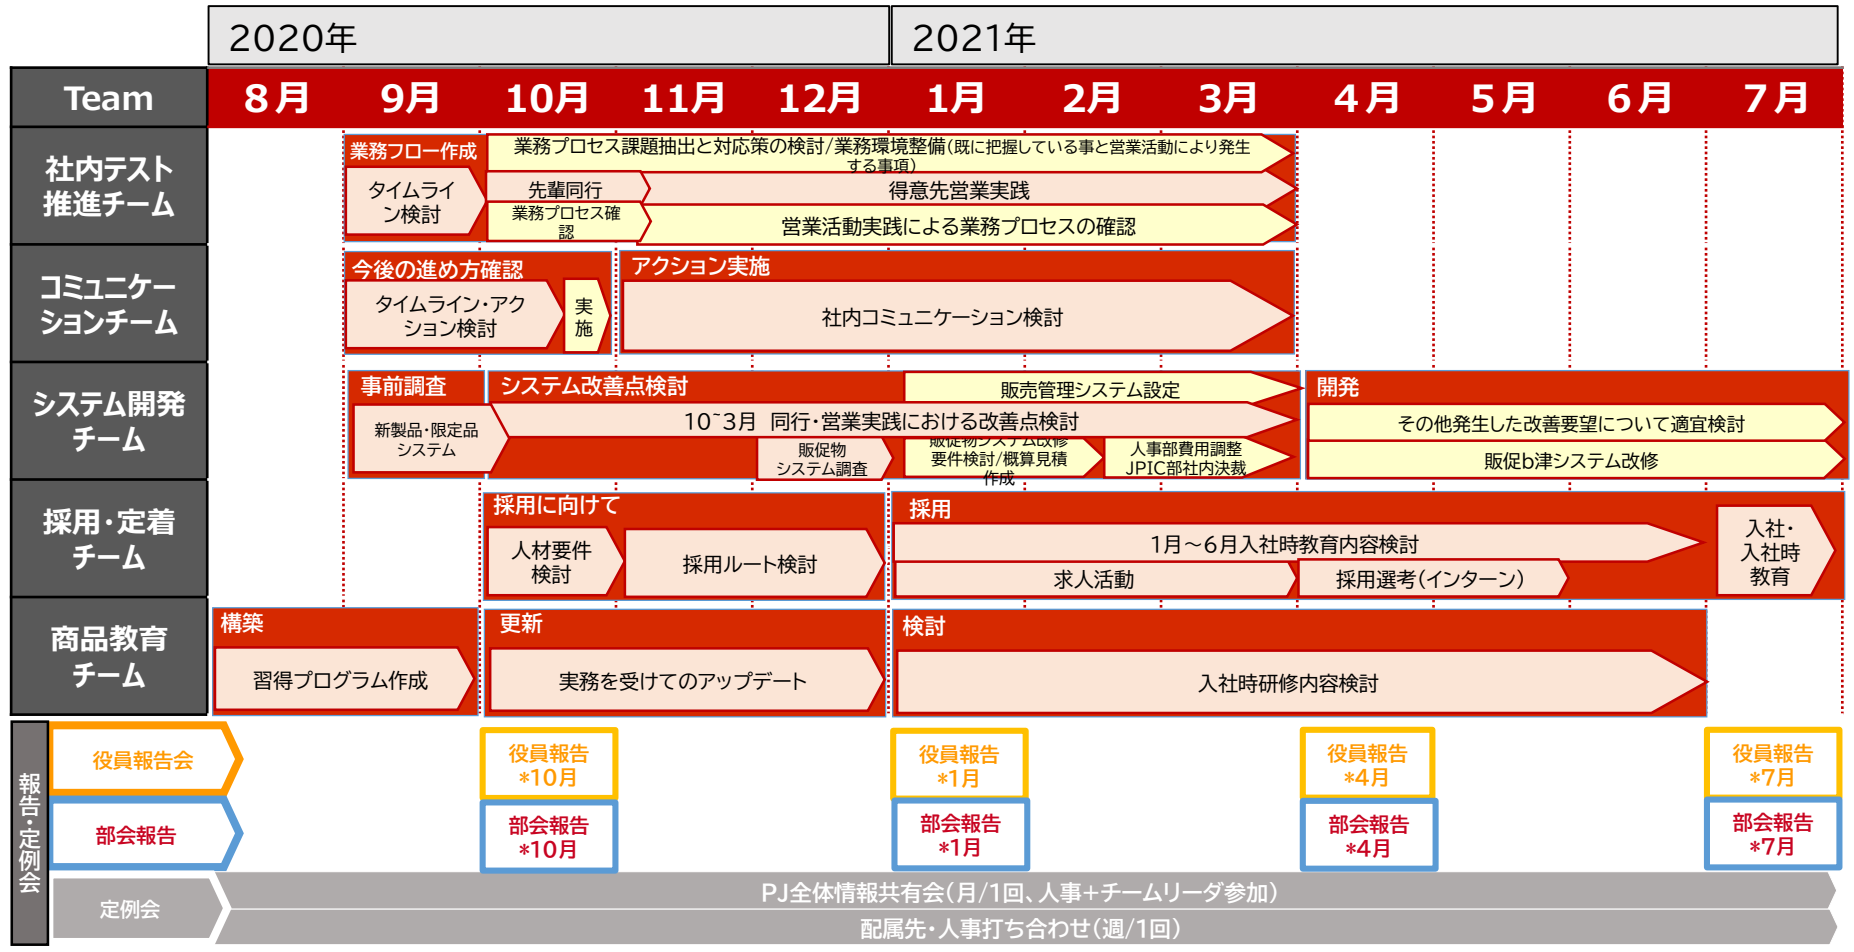 2020年
2021年
Team
8月
9月
10月
11月
12月
1月
2月
3月
4月
5月
6月
7月
社内テスト
推進チーム
業務フロー作成
タイムライ
ン検討
業務プロセス課題抽出と対応策の検討/業務環境整備(既に把握している事と営業活動により発生
する事項)
先輩同行
得意先営業実践
業務プロセス確
認
営業活動実践による業務プロセスの確認
コミュニケー
ションチーム
今後の進め方確認
タイムライン・アク
ション検討
実
施
アクション実施
社内コミュニケーション検討
システム開発
チーム
事前調査
新製品・限定品
システム
システム改善点検討
販売管理システム設定
10~3月 同行・営業実践における改善点検討
販促物
システム調査
販促物システム改修
要件検討/概算見積
作成
人事部費用調整
JPIC部社内決裁
開発
その他発生した改善要望について適宜検討
販促b津システム改修
採用・定着
チーム
採用に向けて
人材要件
検討
採用ルート検討
採用
1月～6月入社時教育内容検討
求人活動
採用選考(インターン)
入社・
入社時
教育
商品教育
チーム
構築
習得プログラム作成
更新
実務を受けてのアップデート
検討
入社時研修内容検討
報告・定例会
役員報告会
役員報告
*10月
役員報告
*1月
役員報告
*4月
役員報告
*7月
部会報告
部会報告
*10月
部会報告
*1月
部会報告
*4月
部会報告
*7月
定例会
PJ全体情報共有会(月/1回、人事+チームリーダ参加)
配属先・人事打ち合わせ(週/1回)